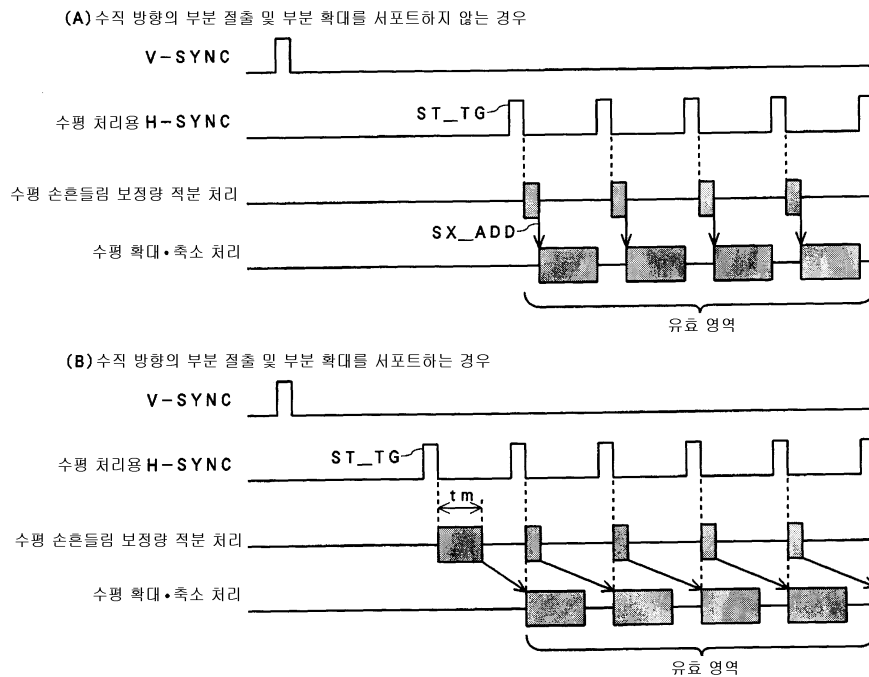 (A) 수직 방향의 부분 절출 및 부분 확대를 서포트하지 않는 경우
V-SYNC
수평 처리용 H-SYNC
ST_TG
수평 손흔들림 보정량 적분 처리
SX_ADD
수평 확대•축소 처리
유효 영역
(B) 수직 방향의 부분 절출 및 부분 확대를 서포트하는 경우
V-SYNC
수평 처리용 H-SYNC
ST_TG
tm
수평 손흔들림 보정량 적분 처리
수평 확대•축소 처리
유효 영역